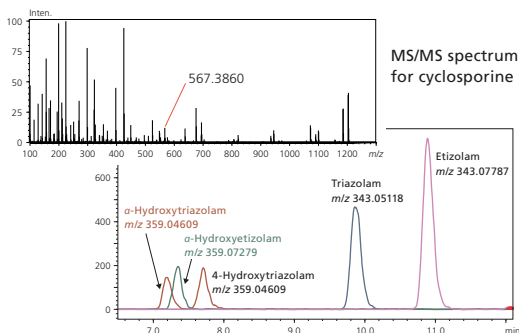 Inten.
100
75
50
25
0
567.3860
100 200 300 400 500 600 700 800 900 1000 1100 1200 m/z
MS/MS spectrum
for cyclosporine
600
400
200
0
α-Hydroxytriazolam
m/z 359.04609
α-Hydroxyetizolam
m/z 359.07279
4-Hydroxytriazolam
m/z 359.04609
Triazolam
m/z 343.05118
Etizolam
m/z 343.07787
7.0 8.0 9.0 10.0 11.0 min